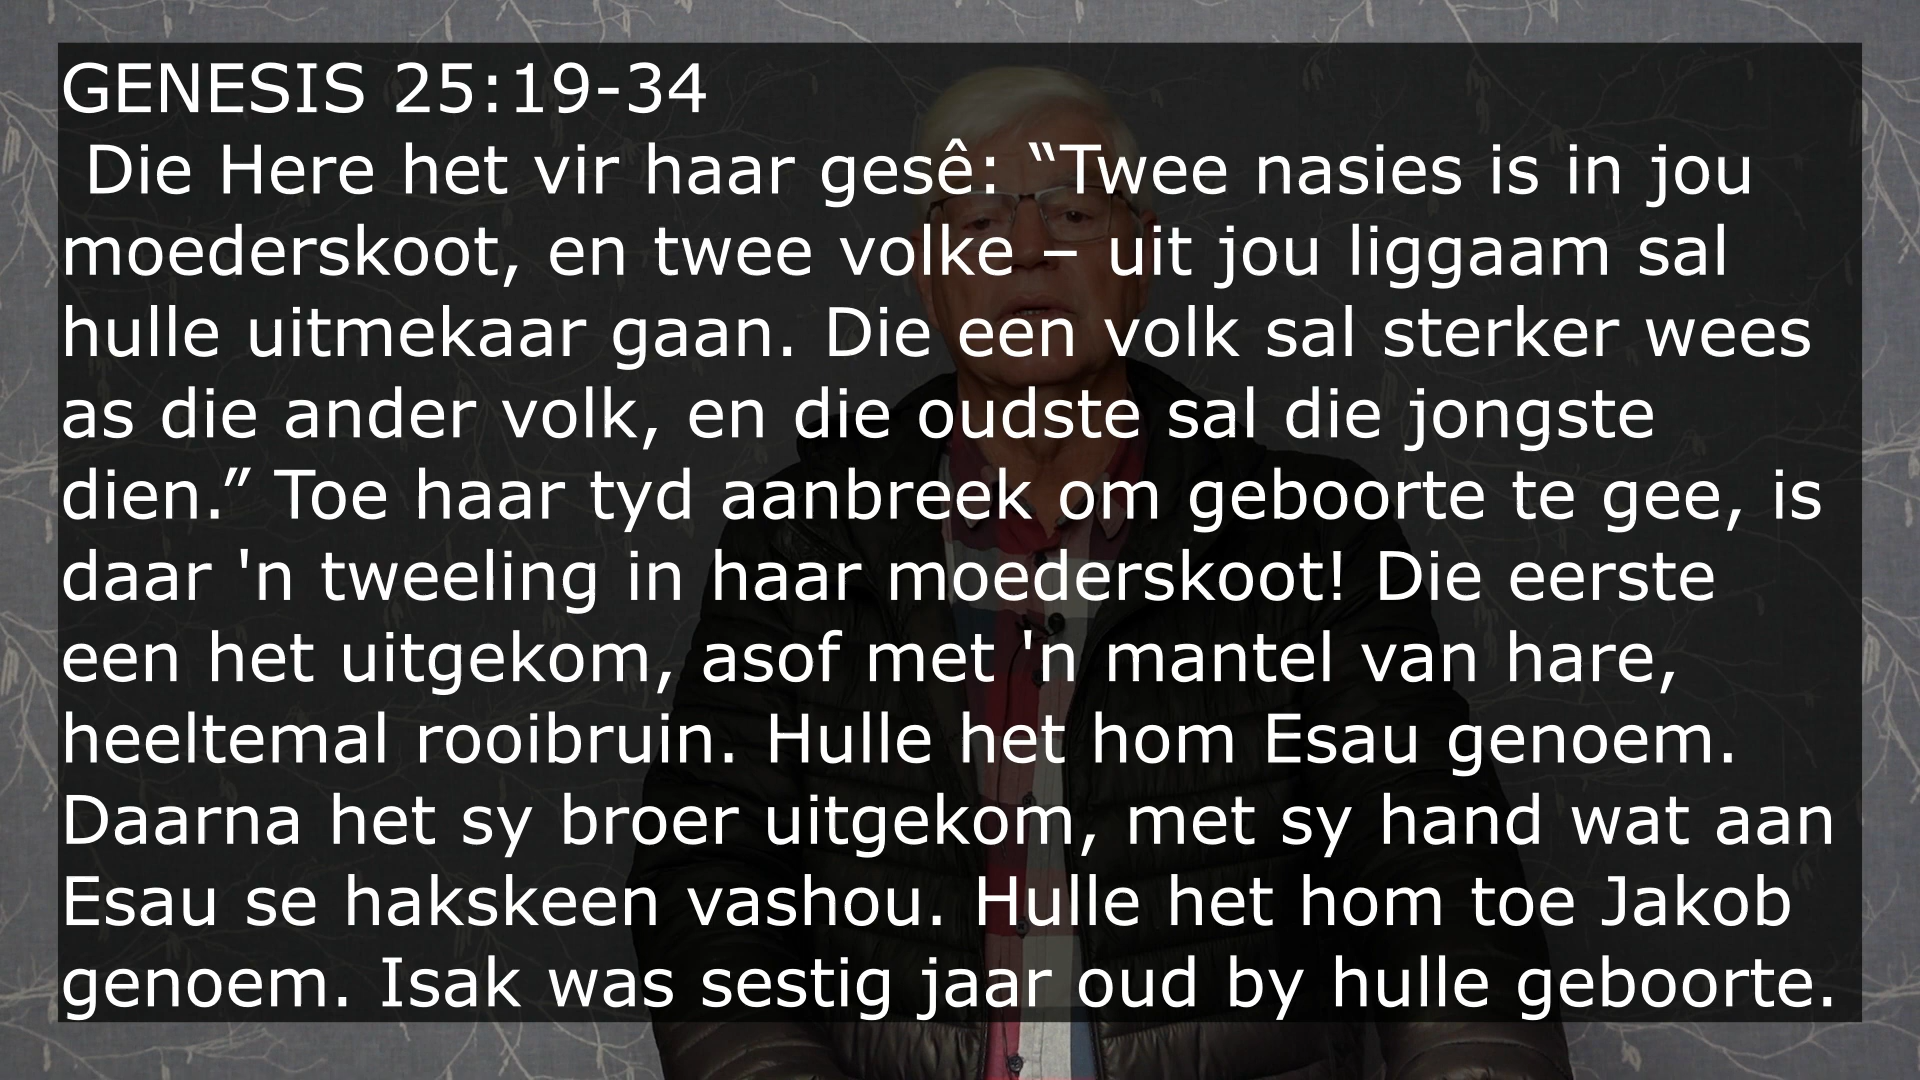 GENESIS 25:19-34
Die Here het vir haar gesê: “Twee nasies is in jou
moederskoot, en twee volke – uit jou liggaam sal
hulle uitmekaar gaan. Die een volk sal sterker wees
as die ander volk, en die oudste sal die jongste
dien.” Toe haar tyd aanbreek om geboorte te gee, is
daar 'n tweeling in haar moederskoot! Die eerste
een het uitgekom, asof met 'n mantel van hare,
heeltemal rooibruin. Hulle het hom Esau genoem.
Daarna het sy broer uitgekom, met sy hand wat aan
Esau se hakskeen vashou. Hulle het hom toe Jakob
genoem. Isak was sestig jaar oud by hulle geboorte.